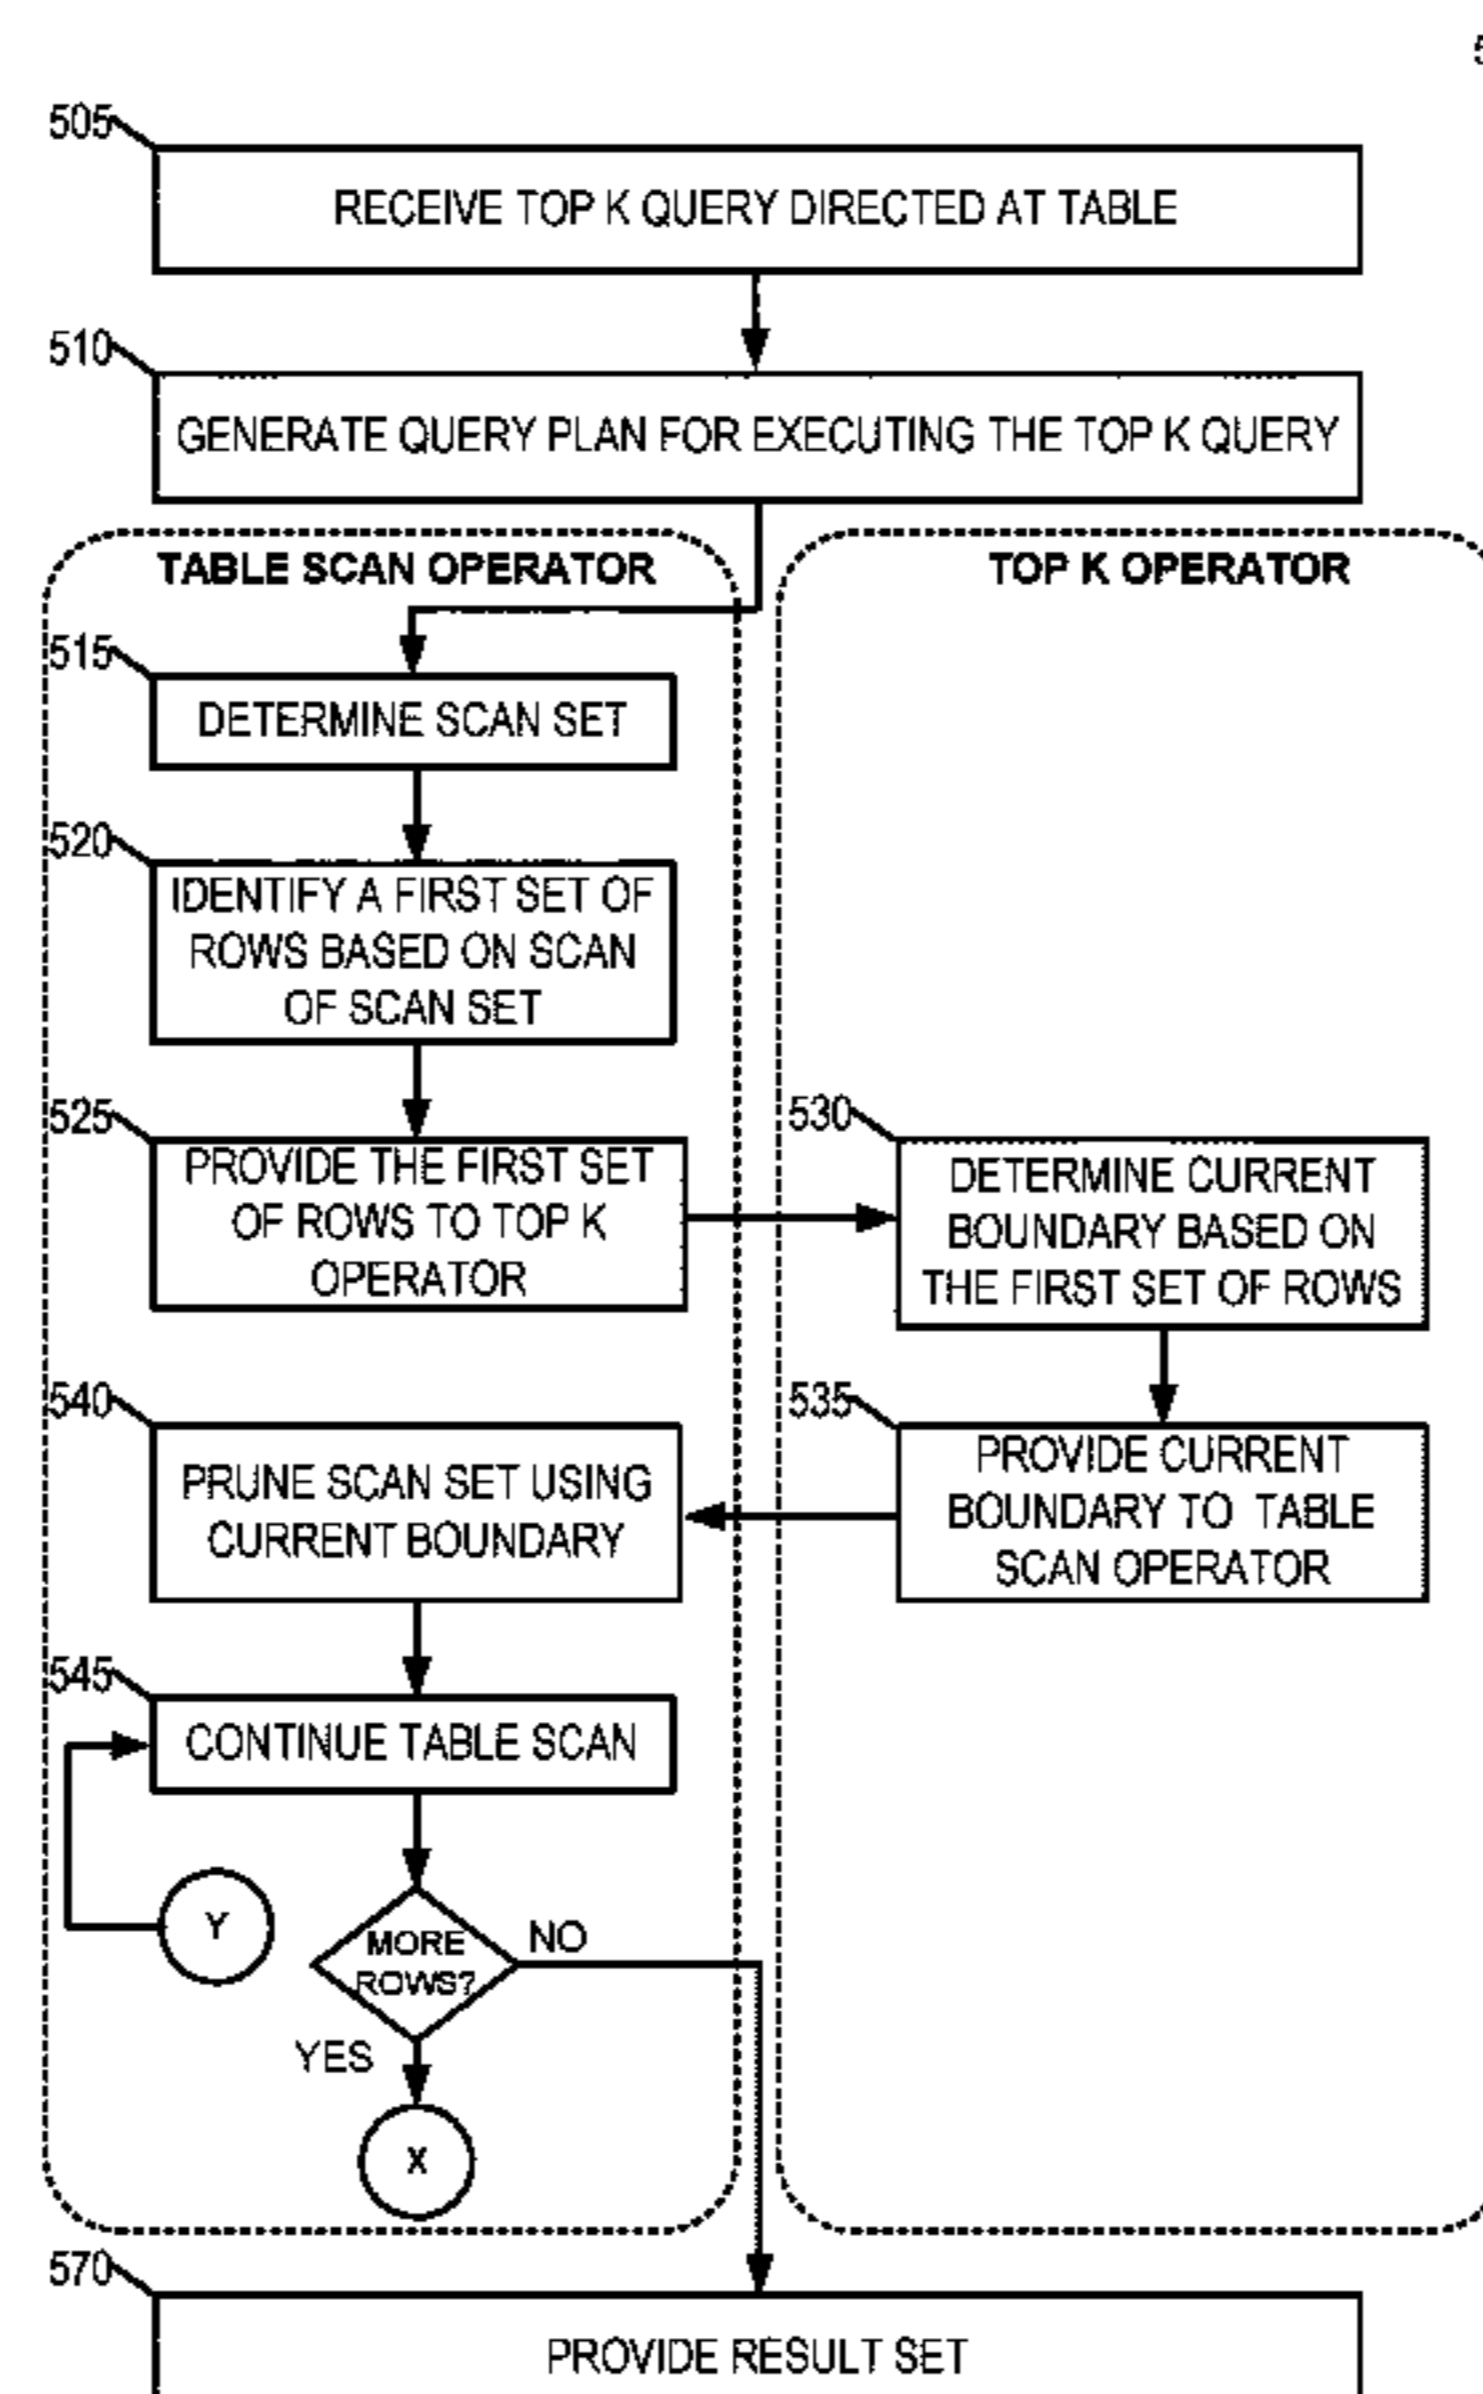 505
RECEIVE TOP K QUERY DIRECTED AT TABLE
510
GENERATE QUERY PLAN FOR EXECUTING THE TOP K QUERY
TABLE SCAN OPERATOR
TOP K OPERATOR
515
DETERMINE SCAN SET
520
IDENTIFY A FIRST SET OF
ROWS BASED ON SCAN
OF SCAN SET
525
PROVIDE THE FIRST SET
OF ROWS TO TOP K
OPERATOR
530
DETERMINE CURRENT
BOUNDARY BASED ON
THE FIRST SET OF ROWS
535
PROVIDE CURRENT
BOUNDARY TO TABLE
SCAN OPERATOR
540
PRUNE SCAN SET USING
CURRENT BOUNDARY
545
CONTINUE TABLE SCAN
Y
MORE
ROWS?
NO
YES
X
570
PROVIDE RESULT SET